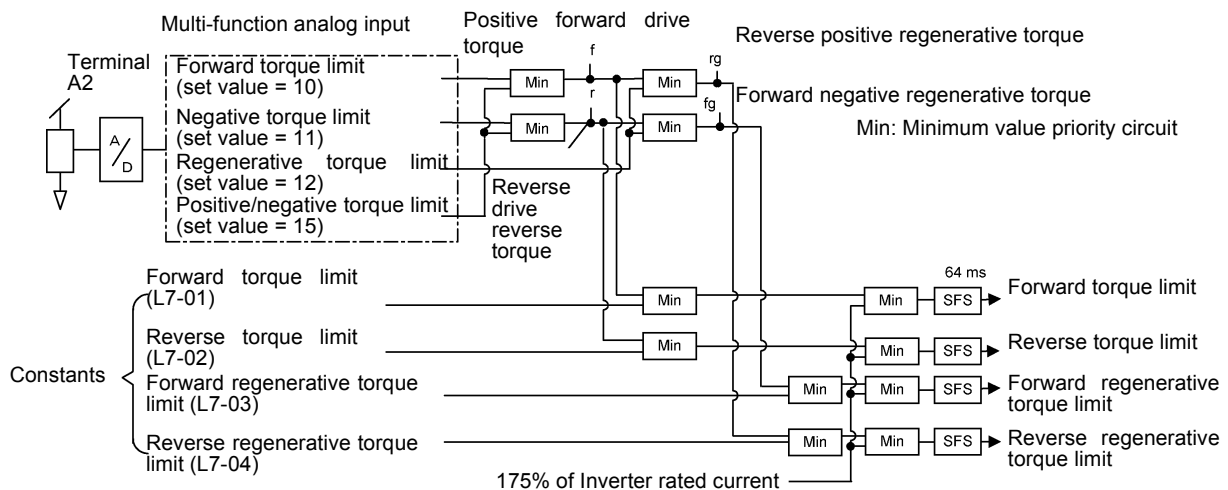 Multi-function analog input
Positive forward drive
torque
Reverse positive regenerative torque
Forward negative regenerative torque
Min: Minimum value priority circuit
Terminal
A2
A
D
Forward torque limit
(set value = 10)
Negative torque limit
(set value = 11)
Regenerative torque limit
(set value = 12)
Positive/negative torque limit
(set value = 15)
Min
f
Min
rg
Min
r
Min
fg
Reverse
drive
reverse
torque
Constants
Forward torque limit
(L7-01)
Reverse torque limit
(L7-02)
Forward regenerative torque
limit (L7-03)
Reverse regenerative torque
limit (L7-04)
64 ms
Min
Min
SFS
Forward torque limit
Min
Min
SFS
Reverse torque limit
Min
Min
SFS
Forward regenerative
torque limit
Min
Min
SFS
Reverse regenerative
torque limit
175% of Inverter rated current